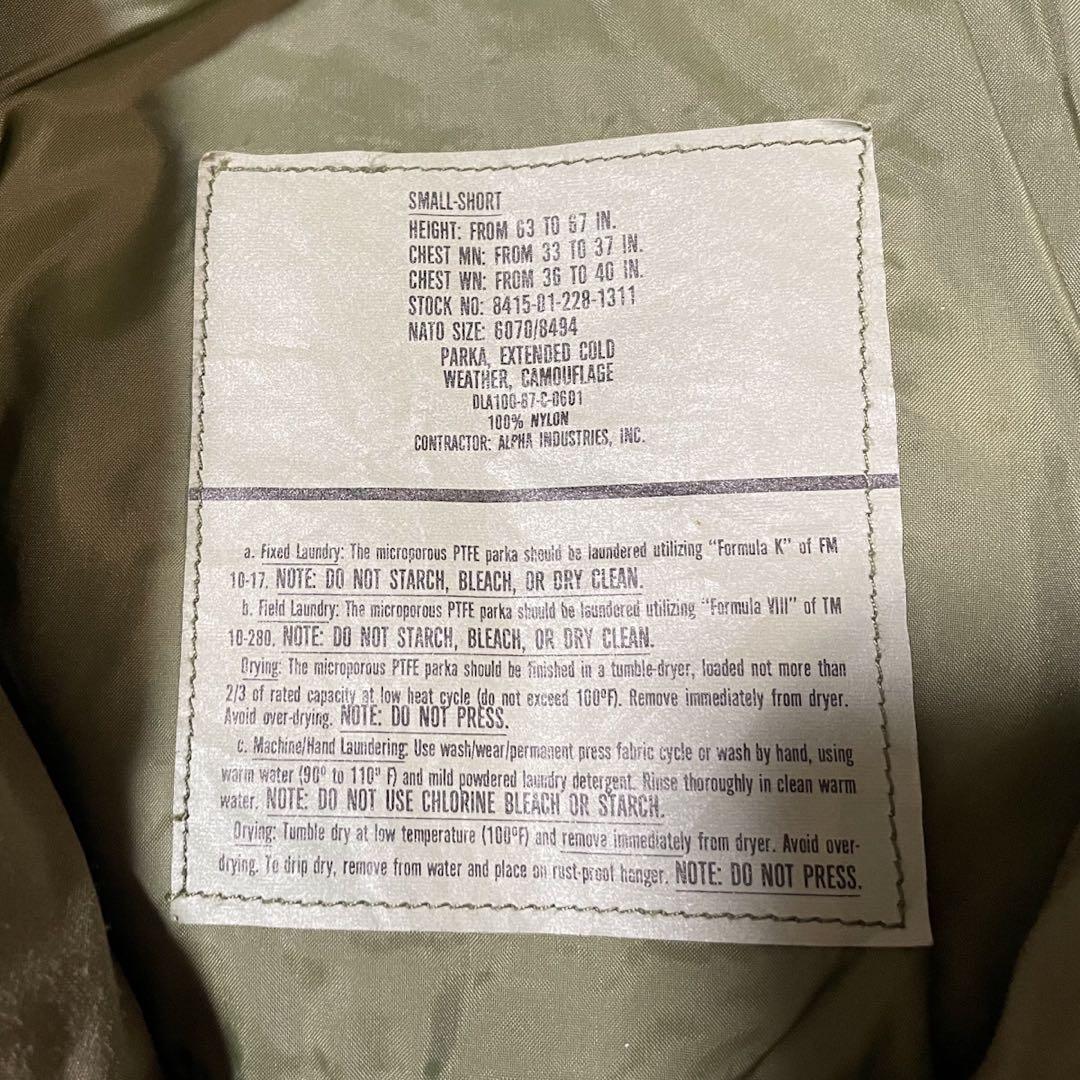 SMALL-SHORT
HEIGHT: FROM 63 TO 67 IN.
CHEST MN: FROM 33 TO 37 IN.
CHEST WN: FROM 36 TO 40 IN.
STOCK NO: 8415-01-228-1311
NATO SIZE: 6070/8494
PARKA, EXTENDED COLD
WEATHER, CAMOUFLAGE
DLA100-87-C-0601
100% NYLON
CONTRACTOR: ALPHA INDUSTRIES, INC.
a. Fixed Laundry: The microporous PTFE parka should be laundered utilizing "Formula K" of FM
10-17. NOTE: DO NOT STARCH, BLEACH, OR DRY CLEAN.
b. Field Laundry: The microporous PTFE parka should be laundered utilizing "Formula VIII" of TM
10-280. NOTE: DO NOT STARCH, BLEACH, OR DRY CLEAN.
Drying: The microporous PTFE parka should be finished in a tumble-dryer, loaded not more than
2/3 of rated capacity at low heat cycle (do not exceed 100ºF). Remove immediately from dryer.
Avoid over-drying. NOTE: DO NOT PRESS.
c. Machine/Hand Laundering: Use wash/wear/permanent press fabric cycle or wash by hand, using
warm water (90º to 110º F) and mild powdered laundry detergent. Rinse thoroughly in clean warm
water. NOTE: DO NOT USE CHLORINE BLEACH OR STARCH.
Drying: Tumble dry at low temperature (100ºF) and remove immediately from dryer. Avoid over-
drying. To drip dry, remove from water and place on rust-proof hanger. NOTE: DO NOT PRESS.